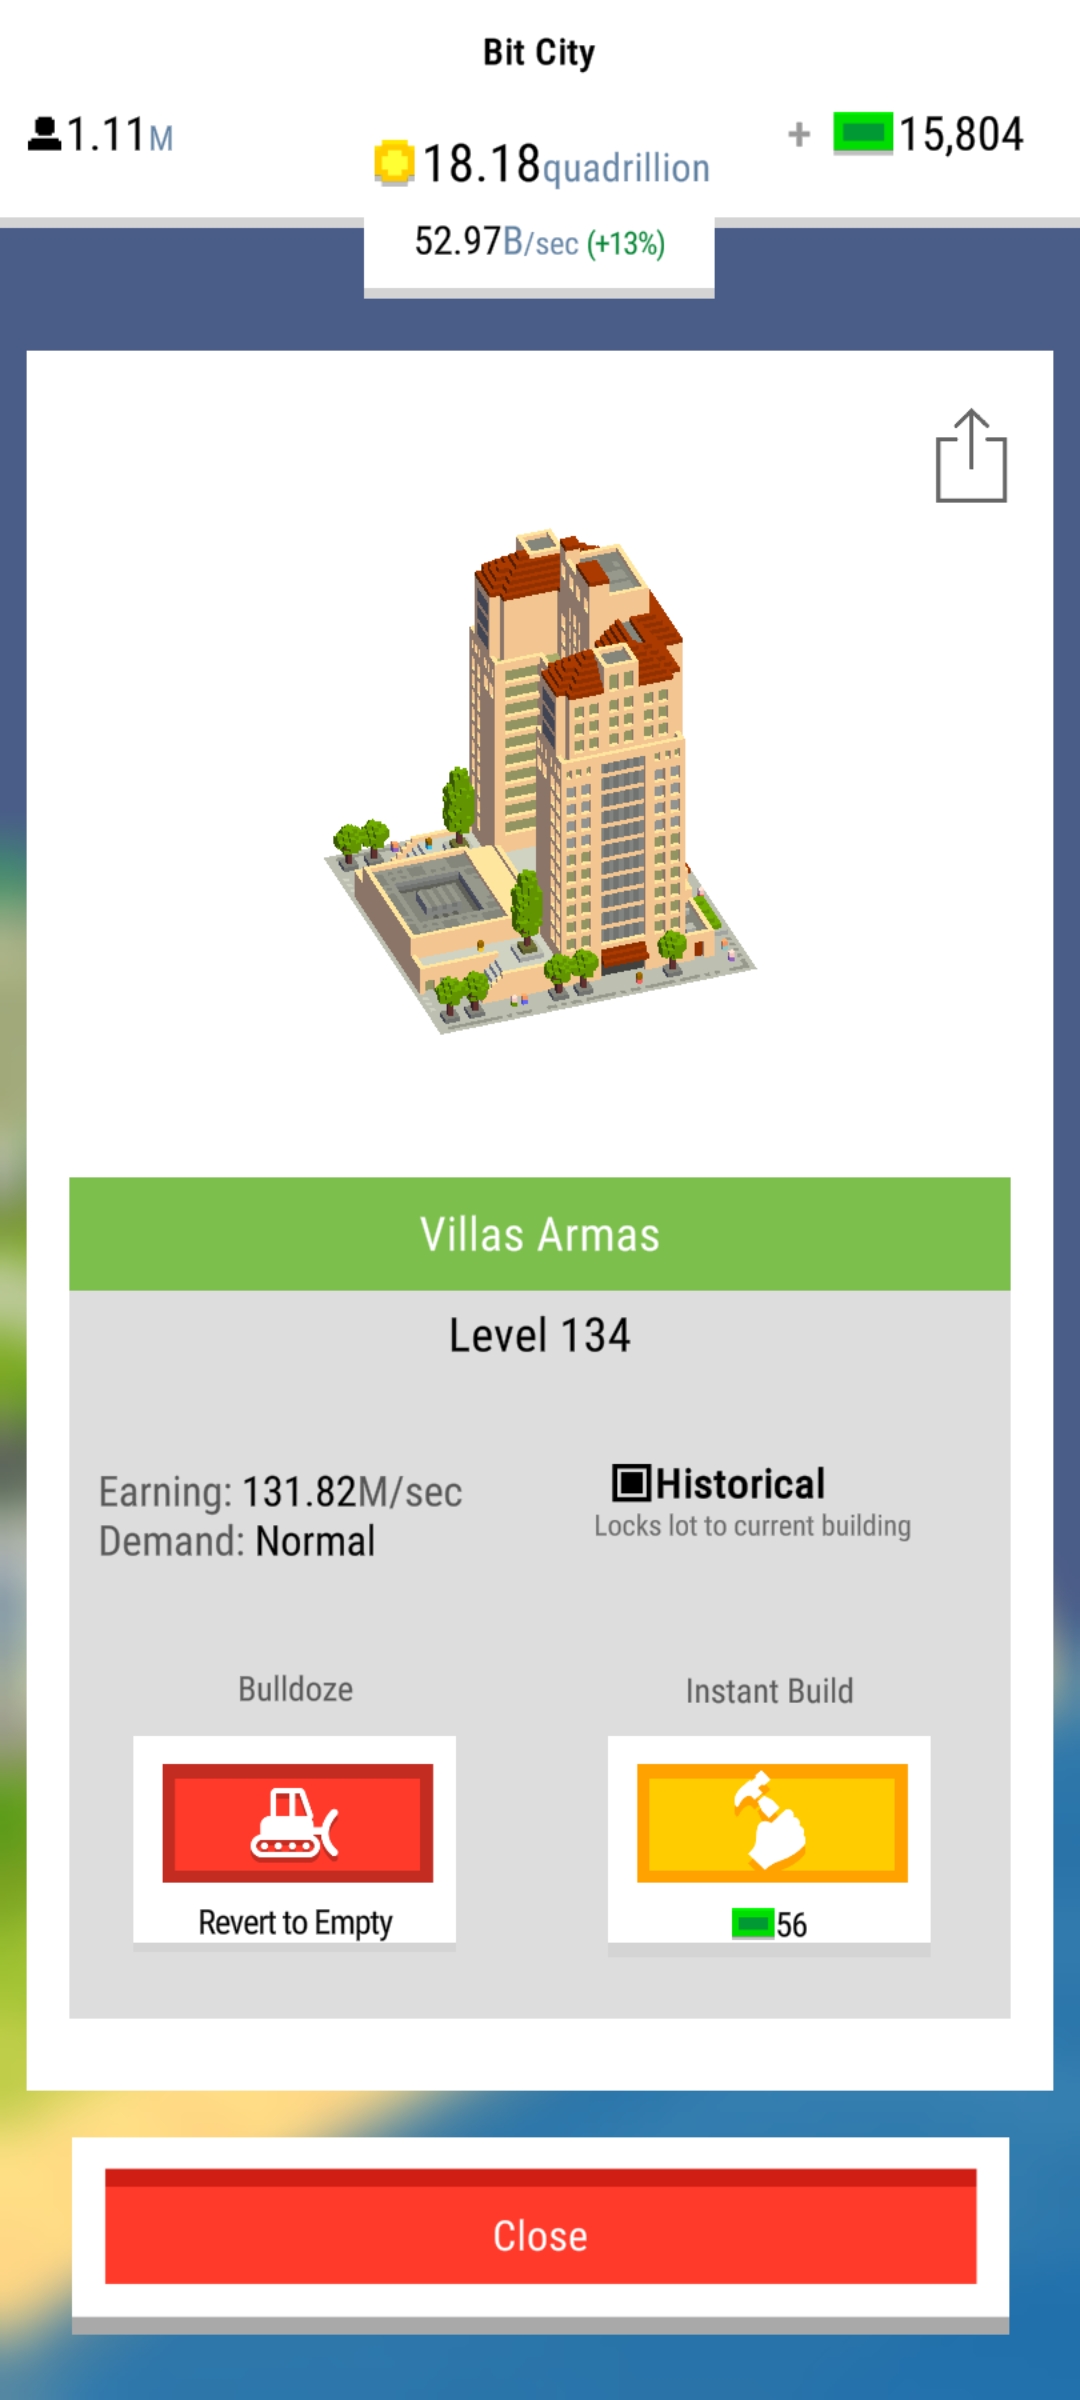 Bit City
1.11M
18.18quadrillion
+ 15,804
52.97B/sec (+13%)
Villas Armas
Level 134
Earning: 131.82M/sec
Demand: Normal
Historical
Locks lot to current building
Bulldoze
Instant Build
Revert to Empty
56
Close